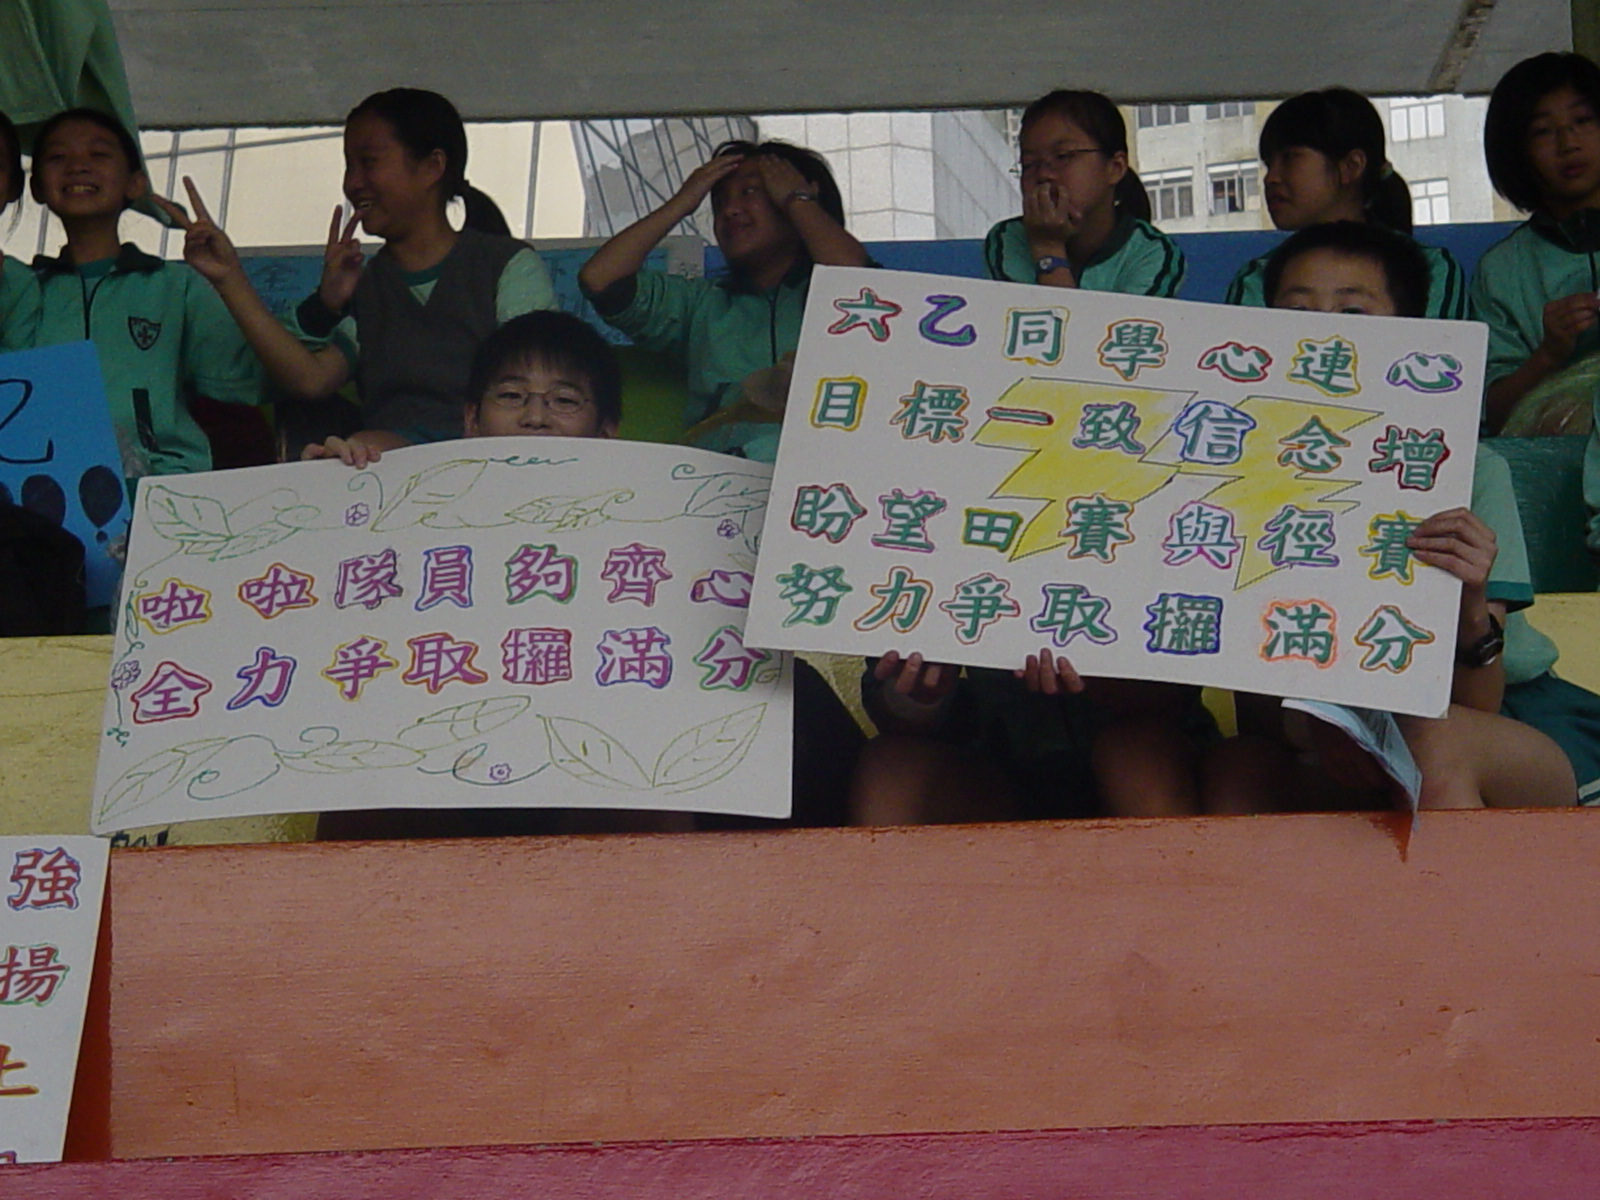 啦啦隊員夠齊心
全力爭取攞滿分
六乙同學心連心
目標一致信念增
盼望田賽與徑賽
努力爭取攞滿分
乙
強
揚
上